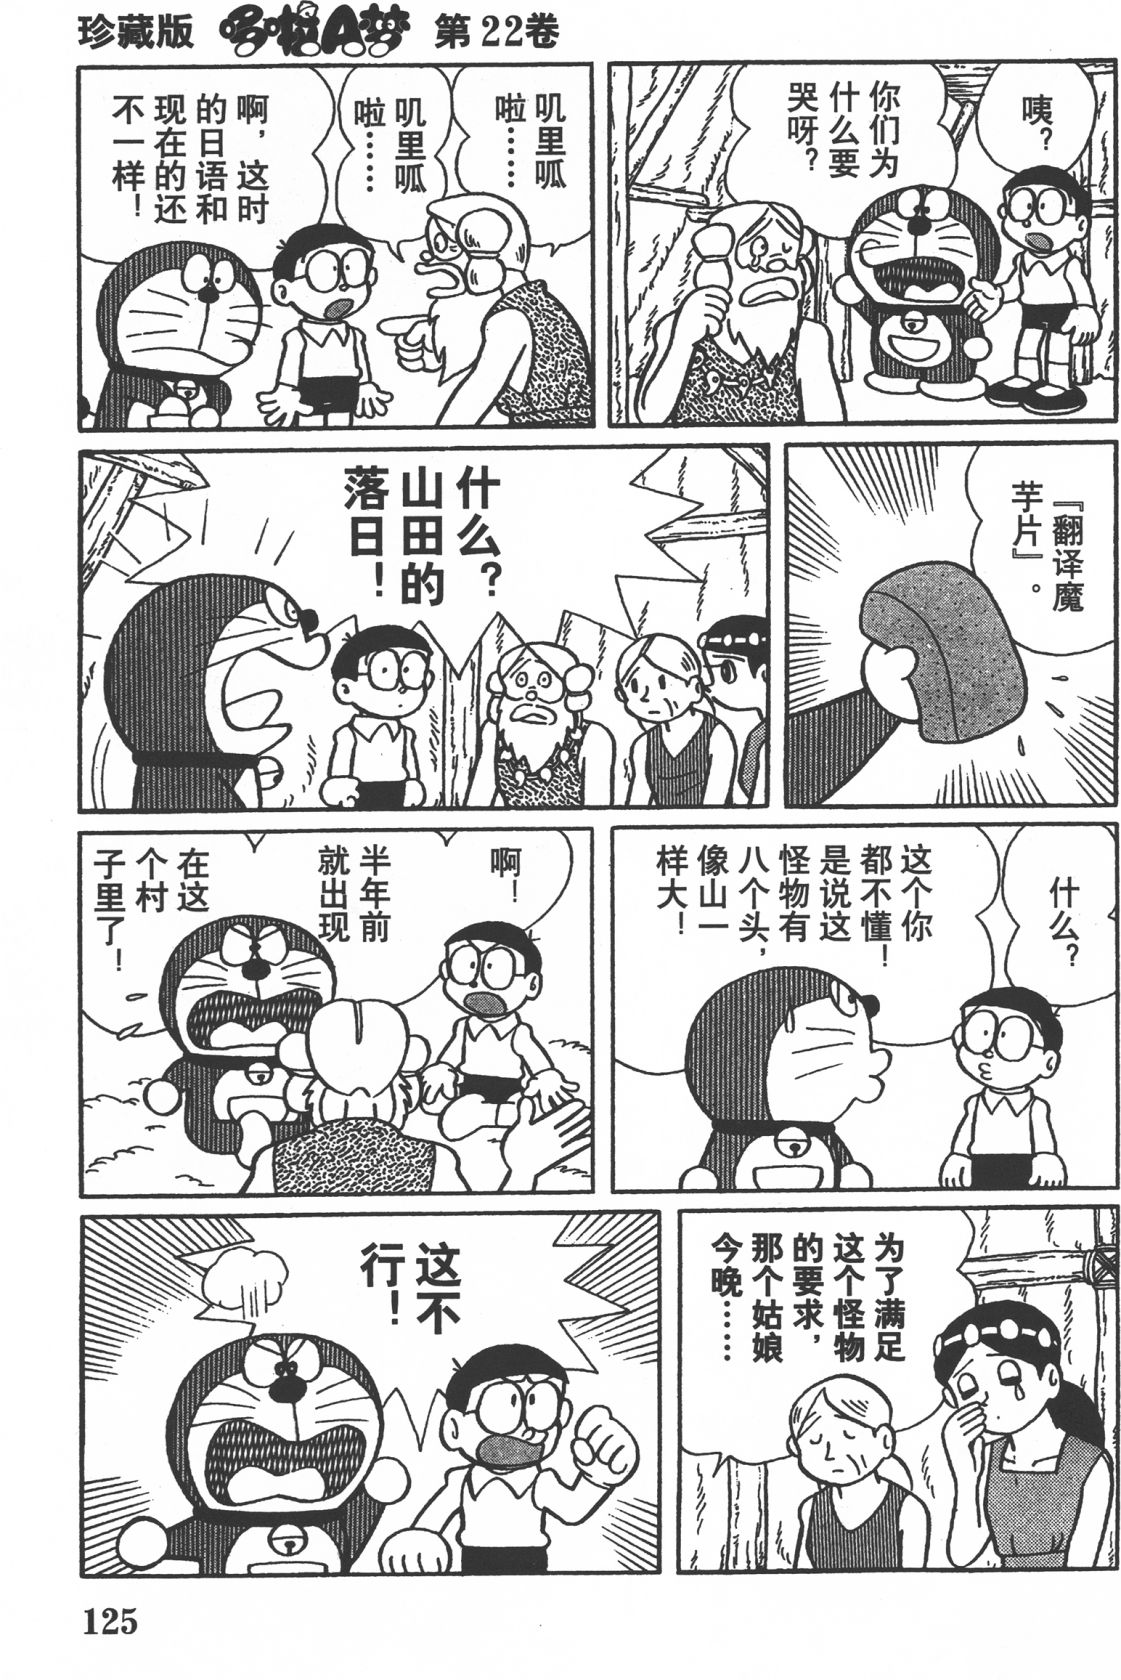 珍藏版 哆啦A梦 第22卷
咦？
你们为
什么要
哭呀？
叽里呱
啦……
叽里呱
啦……
啊，这时
的日语和
现在的还
不一样！
『翻译魔
芋片』。
什么？
山田的
落日！
什么？
这个你
都不懂！
是说这
怪物有
八个头，
像山一
样大！
啊！
半年前
就出现
在这
个村
子里了！
为了满足
这个怪物
的要求，
那个姑娘
今晚……
这不
行！
125